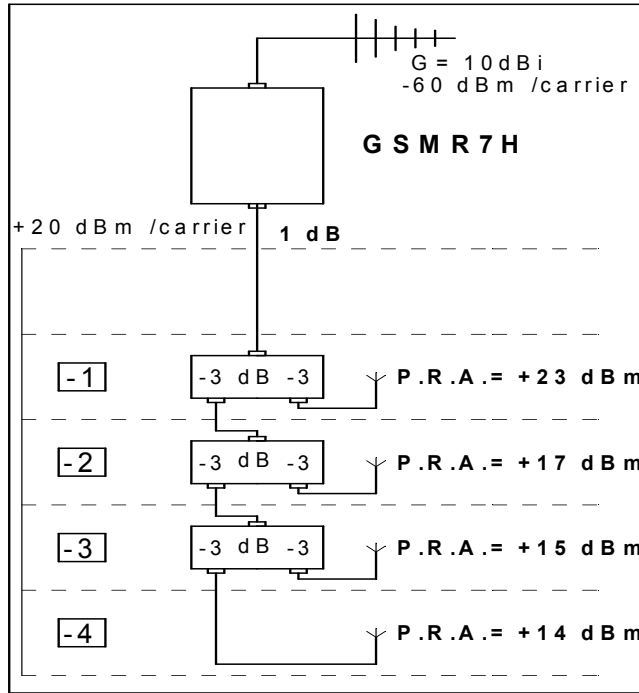 G = 10dBi
-60 dBm /carrier
GSMR7H
+20 dBm /carrier
1 dB
-1
-3 dB -3
P.R.A.= +23 dBm
-2
-3 dB -3
P.R.A.= +17 dBm
-3
-3 dB -3
P.R.A.= +15 dBm
-4
P.R.A.= +14 dBm